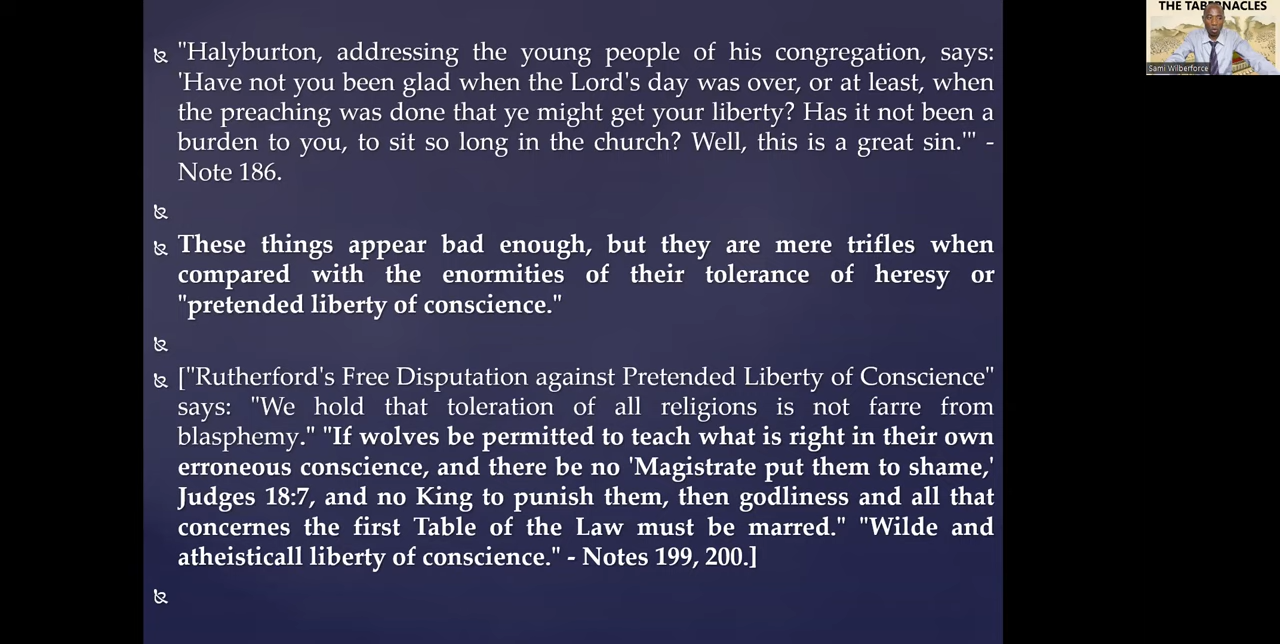 THE TABERNACLES
Sami Wilberforce
"Halyburton, addressing the young people of his congregation, says:
'Have not you been glad when the Lord's day was over, or at least, when
the preaching was done that ye might get your liberty? Has it not been a
burden to you, to sit so long in the church? Well, this is a great sin.'" -
Note 186.
These things appear bad enough, but they are mere trifles when
compared with the enormities of their tolerance of heresy or
"pretended liberty of conscience."
["Rutherford's Free Disputation against Pretended Liberty of Conscience"
says: "We hold that toleration of all religions is not farre from
blasphemy." "If wolves be permitted to teach what is right in their own
erroneous conscience, and there be no 'Magistrate put them to shame,'
Judges 18:7, and no King to punish them, then godliness and all that
concernes the first Table of the Law must be marred." "Wilde and
atheisticall liberty of conscience." - Notes 199, 200.]